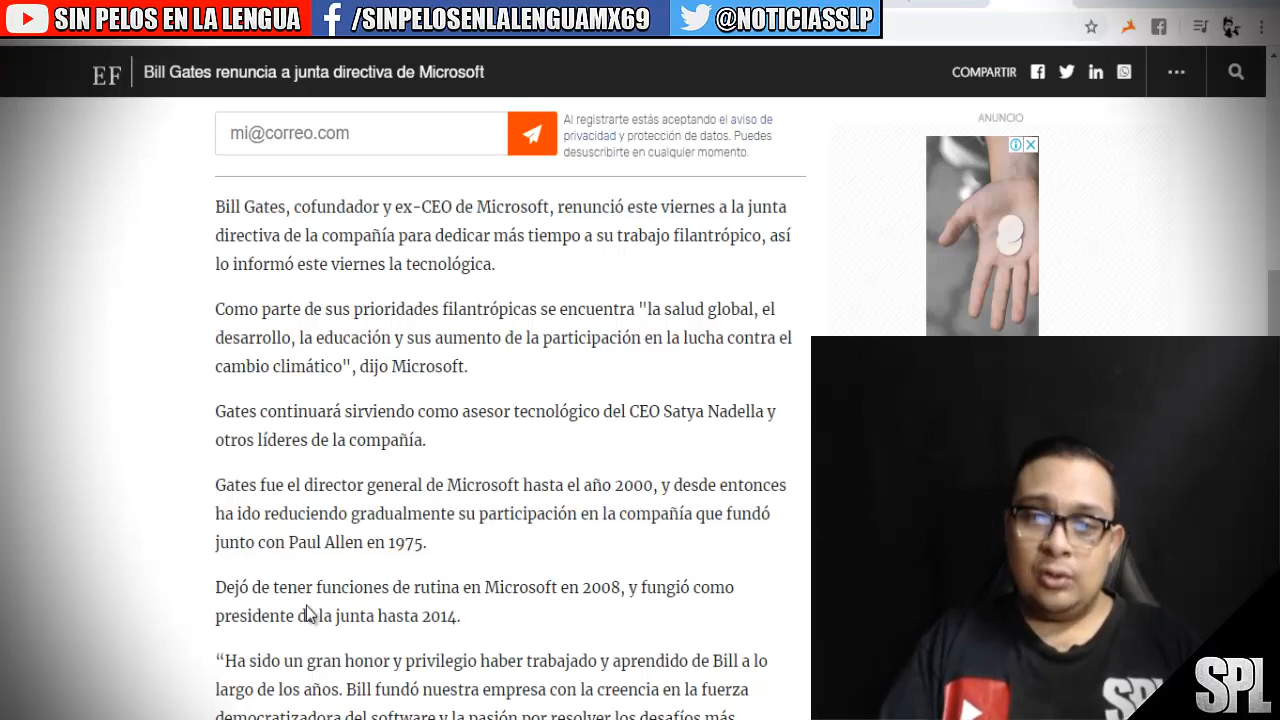 SIN PELOS EN LA LENGUA
/SINPELOSENLALENGUAMX69
@NOTICIASSLP
EF
Bill Gates renuncia a junta directiva de Microsoft
COMPARTIR
mi@correo.com
Al registrarte estás aceptando el aviso de
privacidad y protección de datos. Puedes
desuscribirte en cualquier momento.
ANUNCIO
Bill Gates, cofundador y ex-CEO de Microsoft, renunció este viernes a la junta
directiva de la compañía para dedicar más tiempo a su trabajo filantrópico, así
lo informó este viernes la tecnológica.
Como parte de sus prioridades filantrópicas se encuentra "la salud global, el
desarrollo, la educación y sus aumento de la participación en la lucha contra el
cambio climático", dijo Microsoft.
Gates continuará sirviendo como asesor tecnológico del CEO Satya Nadella y
otros líderes de la compañía.
Gates fue el director general de Microsoft hasta el año 2000, y desde entonces
ha ido reduciendo gradualmente su participación en la compañía que fundó
junto con Paul Allen en 1975.
Dejó de tener funciones de rutina en Microsoft en 2008, y fungió como
presidente de la junta hasta 2014.
“Ha sido un gran honor y privilegio haber trabajado y aprendido de Bill a lo
largo de los años. Bill fundó nuestra empresa con la creencia en la fuerza
democratizadora del software y la pasión por resolver los desafíos más
SPL
SPL